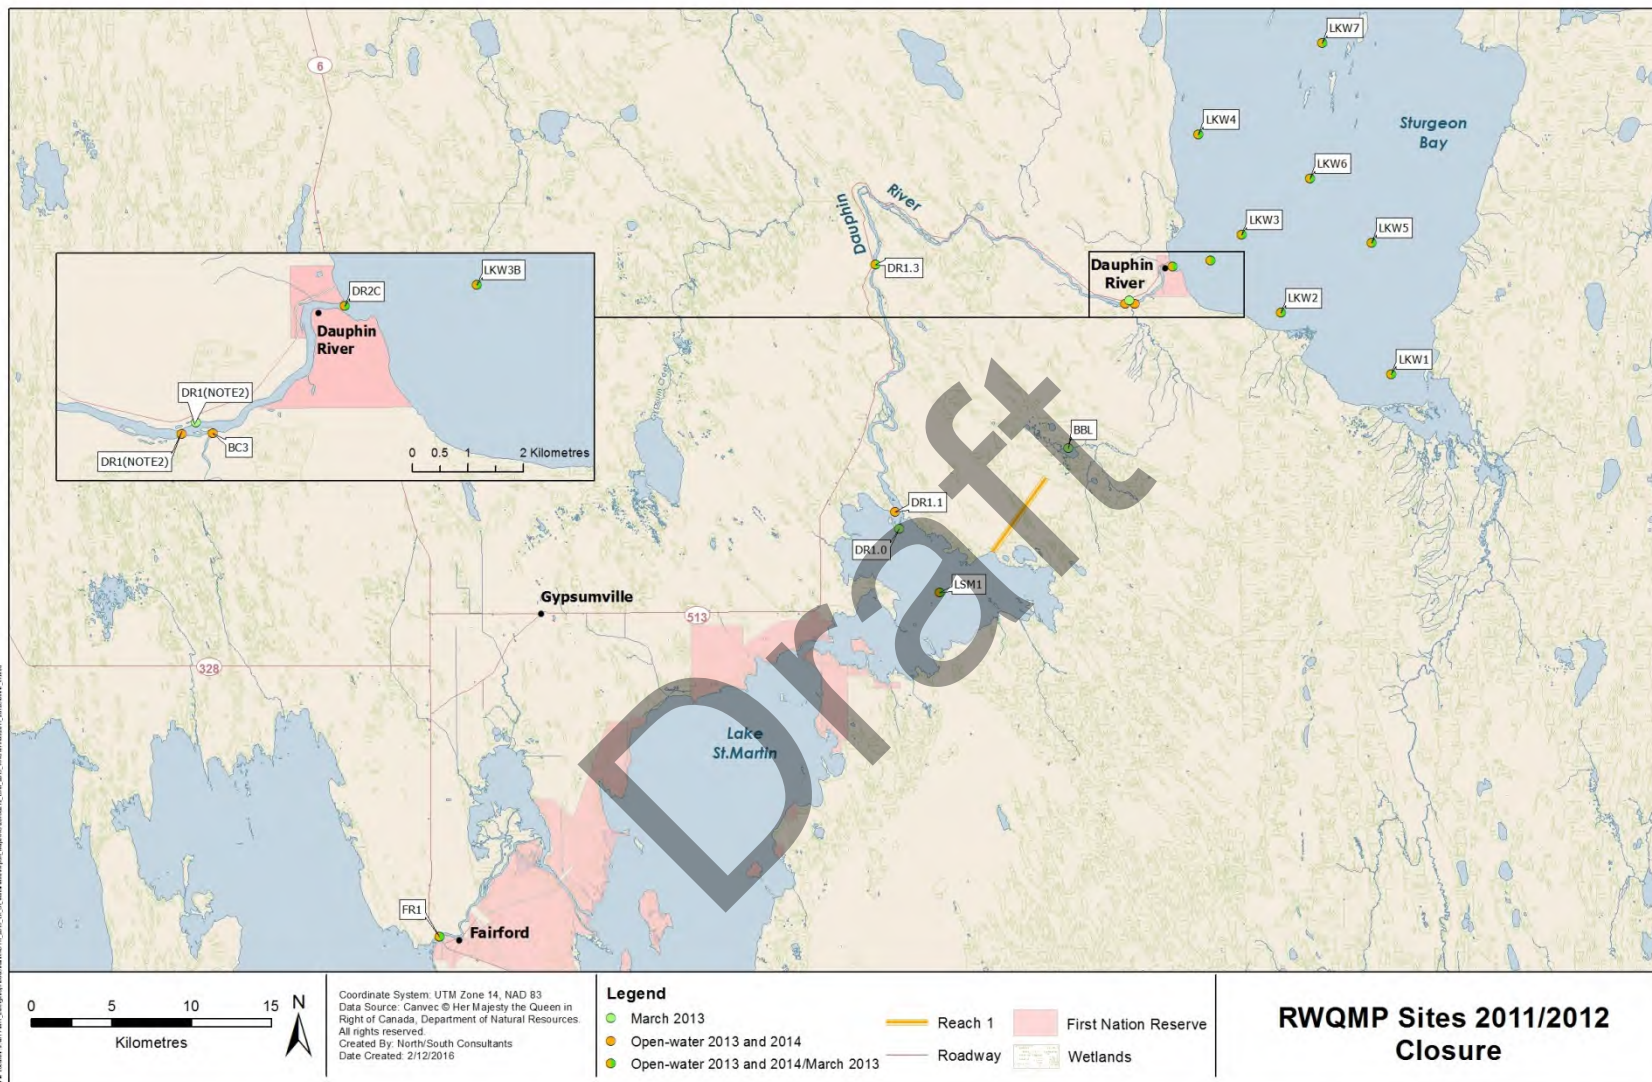 LKW7
6
LKW4
Sturgeon
Bay
LKW6
River
Dauphin
LKW3
LKW5
DR1.3
Dauphin
River
LKW3B
DR2C
Dauphin
River
LKW2
LKW1
DR1(NOTE2)
BC3
DR1(NOTE2)
0 0.5 1 2 Kilometres
BBL
DR1.1
DR1.0
LSM1
Gypsumville
513
328
Lake
St.Martin
FR1
Fairford
Draft
0 5 10 15
Kilometres
N
Coordinate System: UTM Zone 14, NAD 83
Data Source: Canvec © Her Majesty the Queen in
Right of Canada, Department of Natural Resources.
All rights reserved.
Created By: North/South Consultants
Date Created: 2/12/2016
Legend
March 2013
Open-water 2013 and 2014
Open-water 2013 and 2014/March 2013
Reach 1
Roadway
First Nation Reserve
Wetlands
RWQMP Sites 2011/2012
Closure